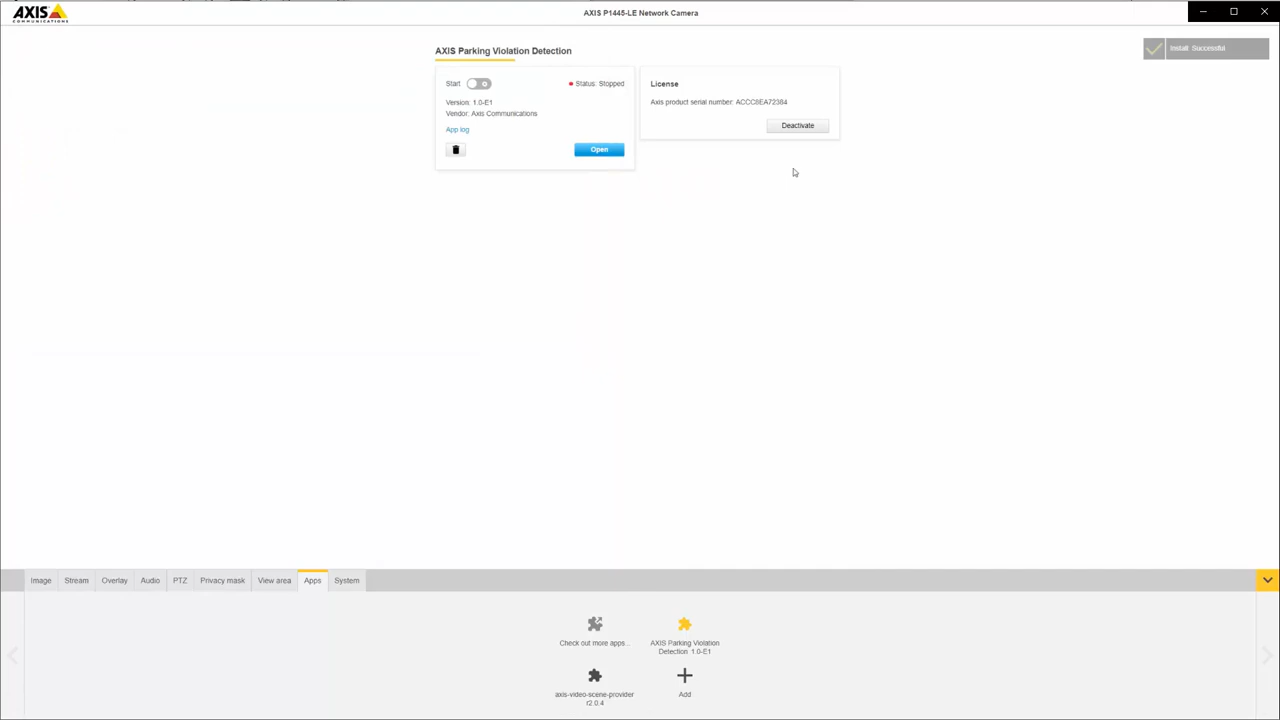 AXIS
COMMUNICATIONS
AXIS P1445-LE Network Camera
AXIS Parking Violation Detection
Install Successful
Start
Status: Stopped
Version: 1.0-E1
Vendor: Axis Communications
App log
Open
License
Axis product serial number: ACCC8EA72384
Deactivate
Image
Stream
Overlay
Audio
PTZ
Privacy mask
View area
Apps
System
Check out more apps...
AXIS Parking Violation
Detection 1.0-E1
axis-video-scene-provider
r2.0.4
Add